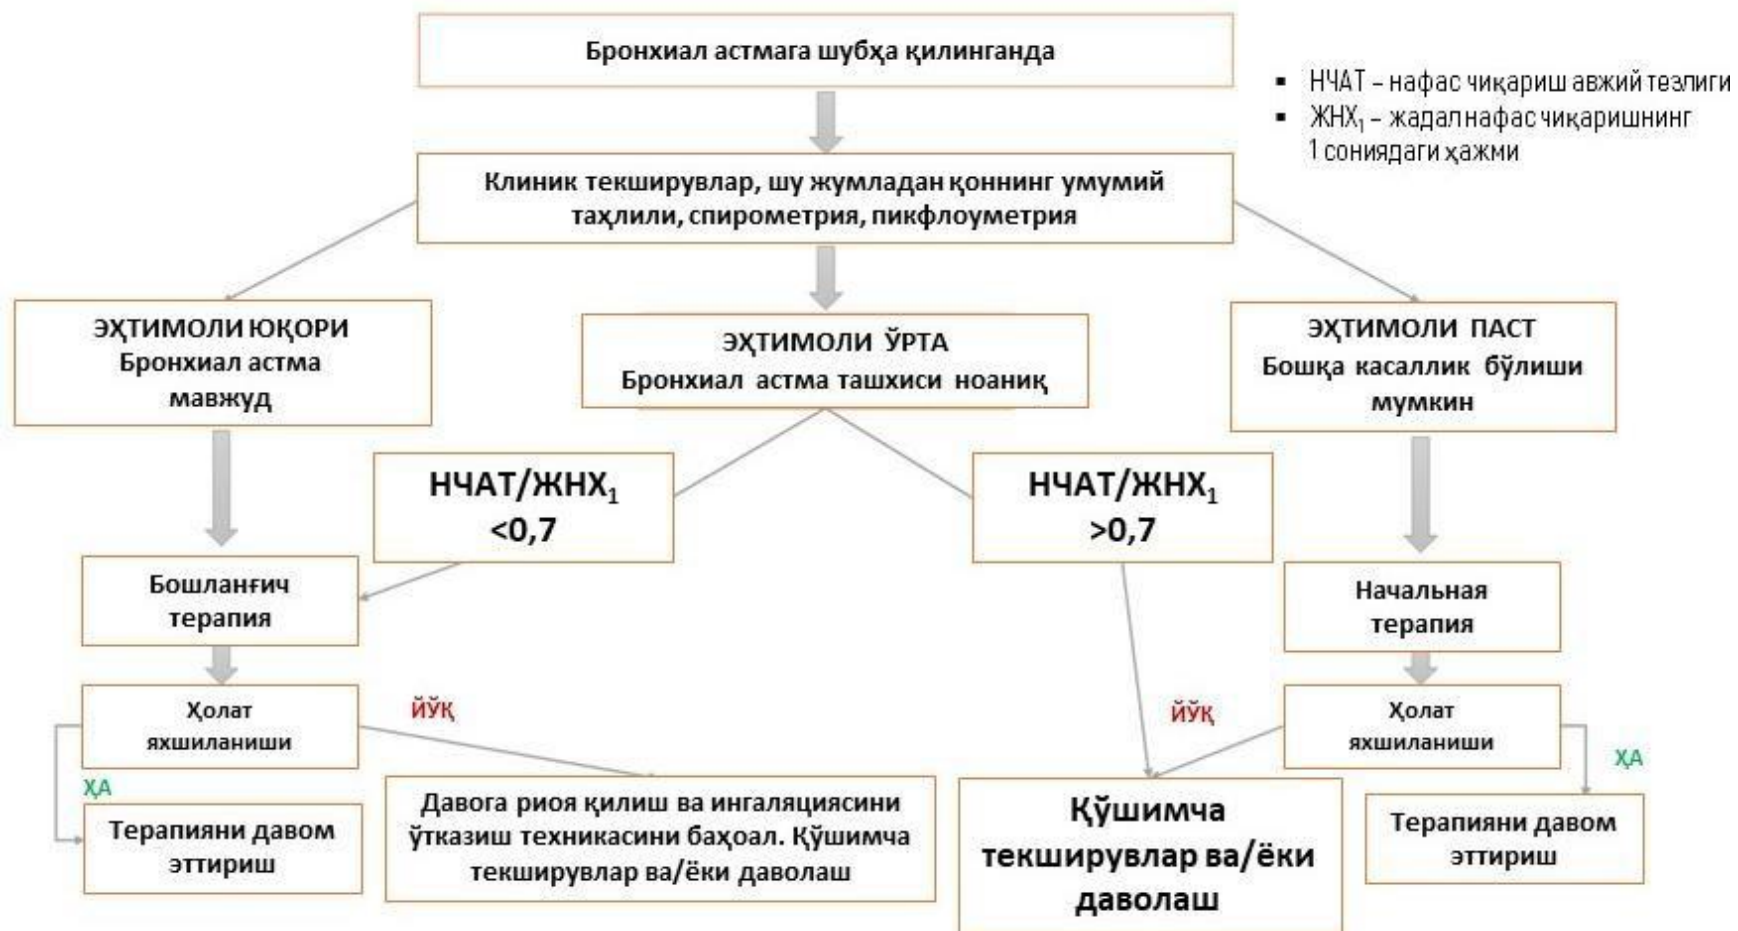 Бронхиал астмага шубҳа қилинганда
▪ НЧАТ – нафас чиқариш авжий тезлиги
▪ ЖНХ₁ – жадал нафас чиқаришнинг
1 сониядаги ҳажми
Клиник текширувлар, шу жумладан қоннинг умумий
таҳлили, спирометрия, пикфлоуметрия
ЭҲТИМОЛИ ЮҚОРИ
Бронхиал астма
мавжуд
ЭҲТИМОЛИ ЎРТА
Бронхиал астма ташхиси ноаниқ
ЭҲТИМОЛИ ПАСТ
Бошқа касаллик бўлиши
мумкин
НЧАТ/ЖНХ₁
<0,7
НЧАТ/ЖНХ₁
>0,7
Бошланғич
терапия
Начальная
терапия
Ҳолат
яхшиланиши
ЙЎҚ
ЙЎҚ
Ҳолат
яхшиланиши
ҲА
ҲА
Терапияни давом
эттириш
Давога риоя қилиш ва ингаляциясини
ўтказиш техникасини баҳоал. Қўшимча
текширувлар ва/ёки даволаш
Қўшимча
текширувлар ва/ёки
даволаш
Терапияни давом
эттириш